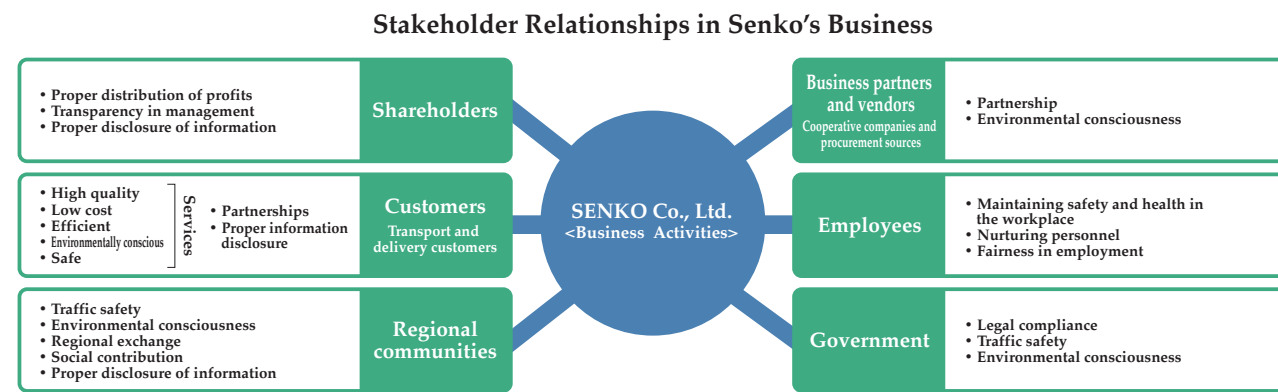 Stakeholder Relationships in Senko's Business
• Proper distribution of profits
• Transparency in management
• Proper disclosure of information
Shareholders
• High quality
• Low cost
• Efficient
• Environmentally conscious
• Safe
Services
• Partnerships
• Proper information
disclosure
Customers
Transport and
delivery customers
• Traffic safety
• Environmental consciousness
• Regional exchange
• Social contribution
• Proper disclosure of information
Regional
communities
SENKO Co., Ltd.
<Business Activities>
Business partners
and vendors
Cooperative companies and
procurement sources
• Partnership
• Environmental consciousness
Employees
• Maintaining safety and health in
the workplace
• Nurturing personnel
• Fairness in employment
Government
• Legal compliance
• Traffic safety
• Environmental consciousness